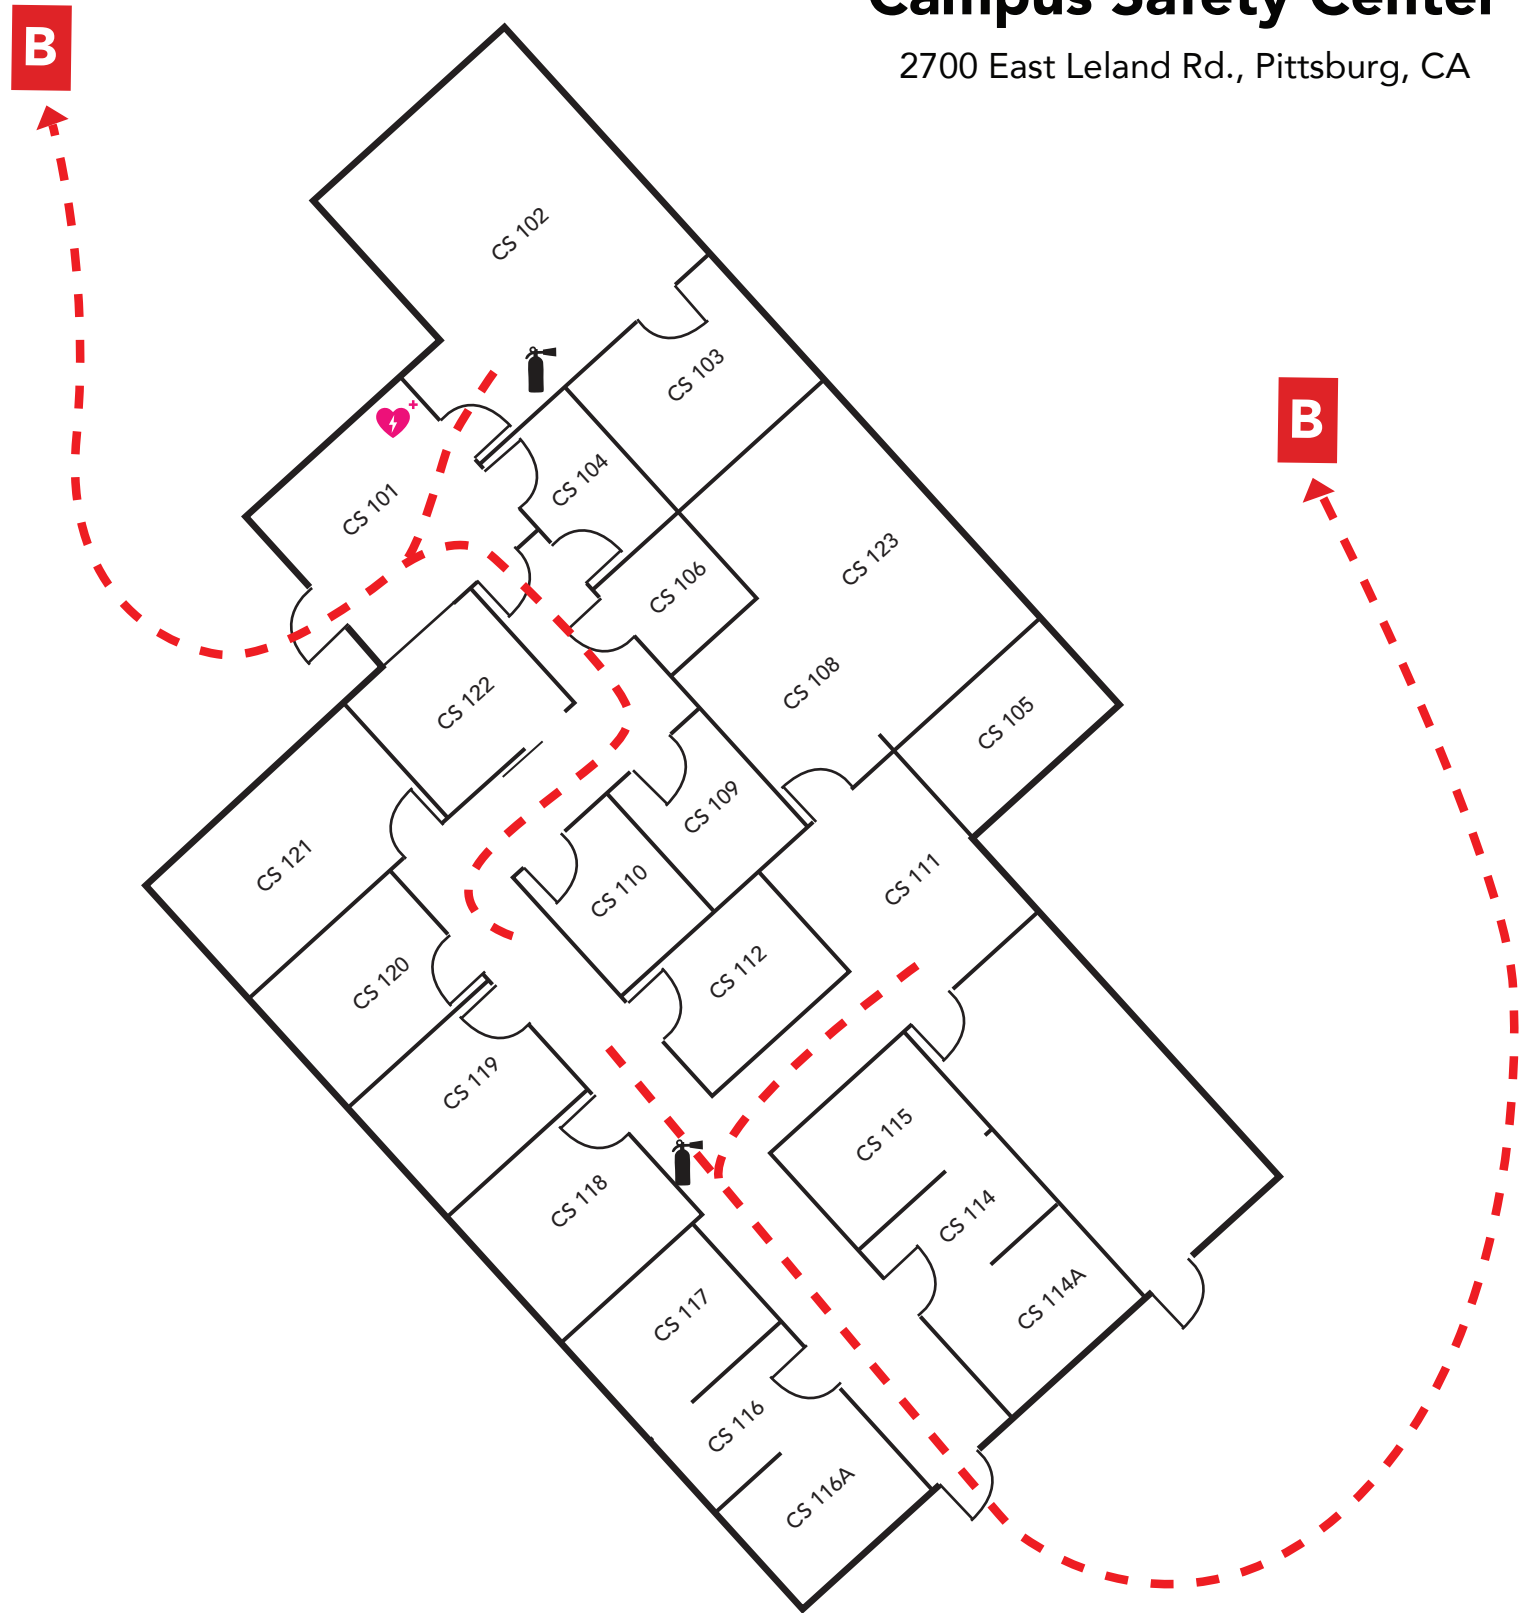 Campus Safety Center
2700 East Leland Rd., Pittsburg, CA
B
CS 102
CS 103
B
CS 104
CS 101
CS 123
CS 106
CS 108
CS 122
CS 105
CS 109
CS 121
CS 111
CS 110
CS 112
CS 120
CS 119
CS 115
CS 118
CS 114
CS 114A
CS 117
CS 116
CS 116A